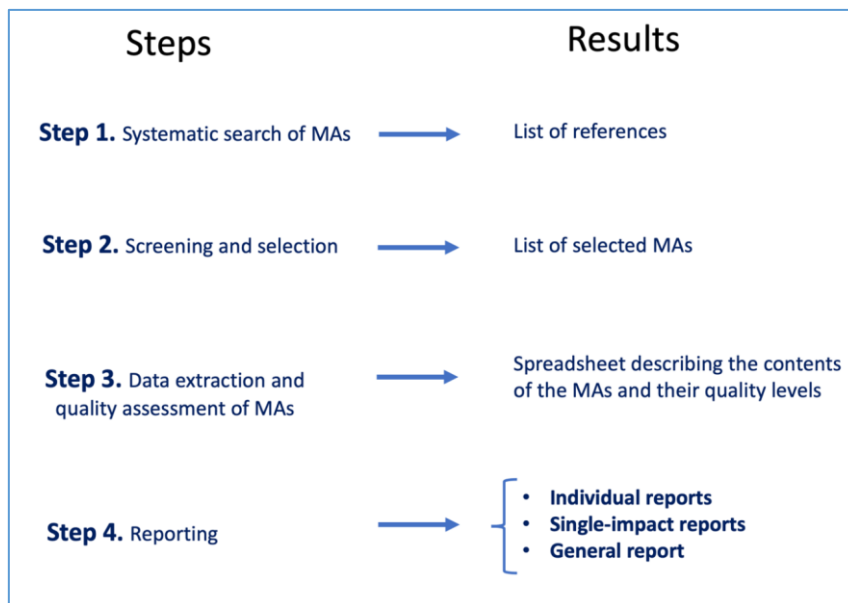 Steps
Results
Step 1. Systematic search of MAs
List of references
Step 2. Screening and selection
List of selected MAs
Step 3. Data extraction and
quality assessment of MAs
Spreadsheet describing the contents
of the MAs and their quality levels
Step 4. Reporting
• Individual reports
• Single-impact reports
• General report